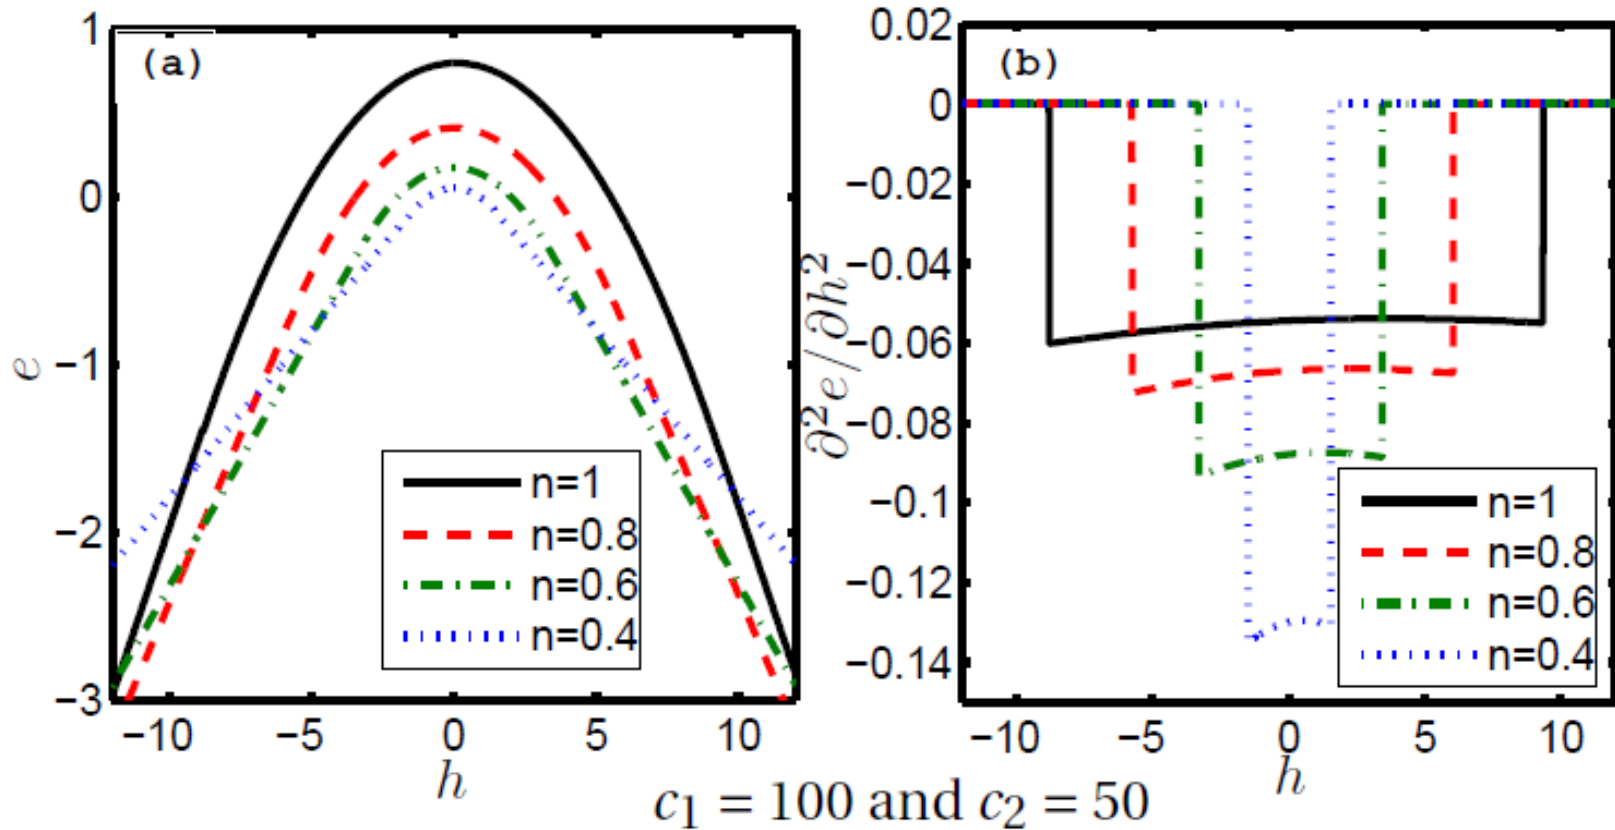 (a)
1
0
−1
−2
−3
e
n=1
n=0.8
n=0.6
n=0.4
−10 −5 0 5 10
h
(b)
0.02
0
−0.02
−0.04
−0.06
−0.08
−0.1
−0.12
−0.14
∂²e/∂h²
n=1
n=0.8
n=0.6
n=0.4
−10 −5 0 5 10
h
c₁ = 100 and c₂ = 50